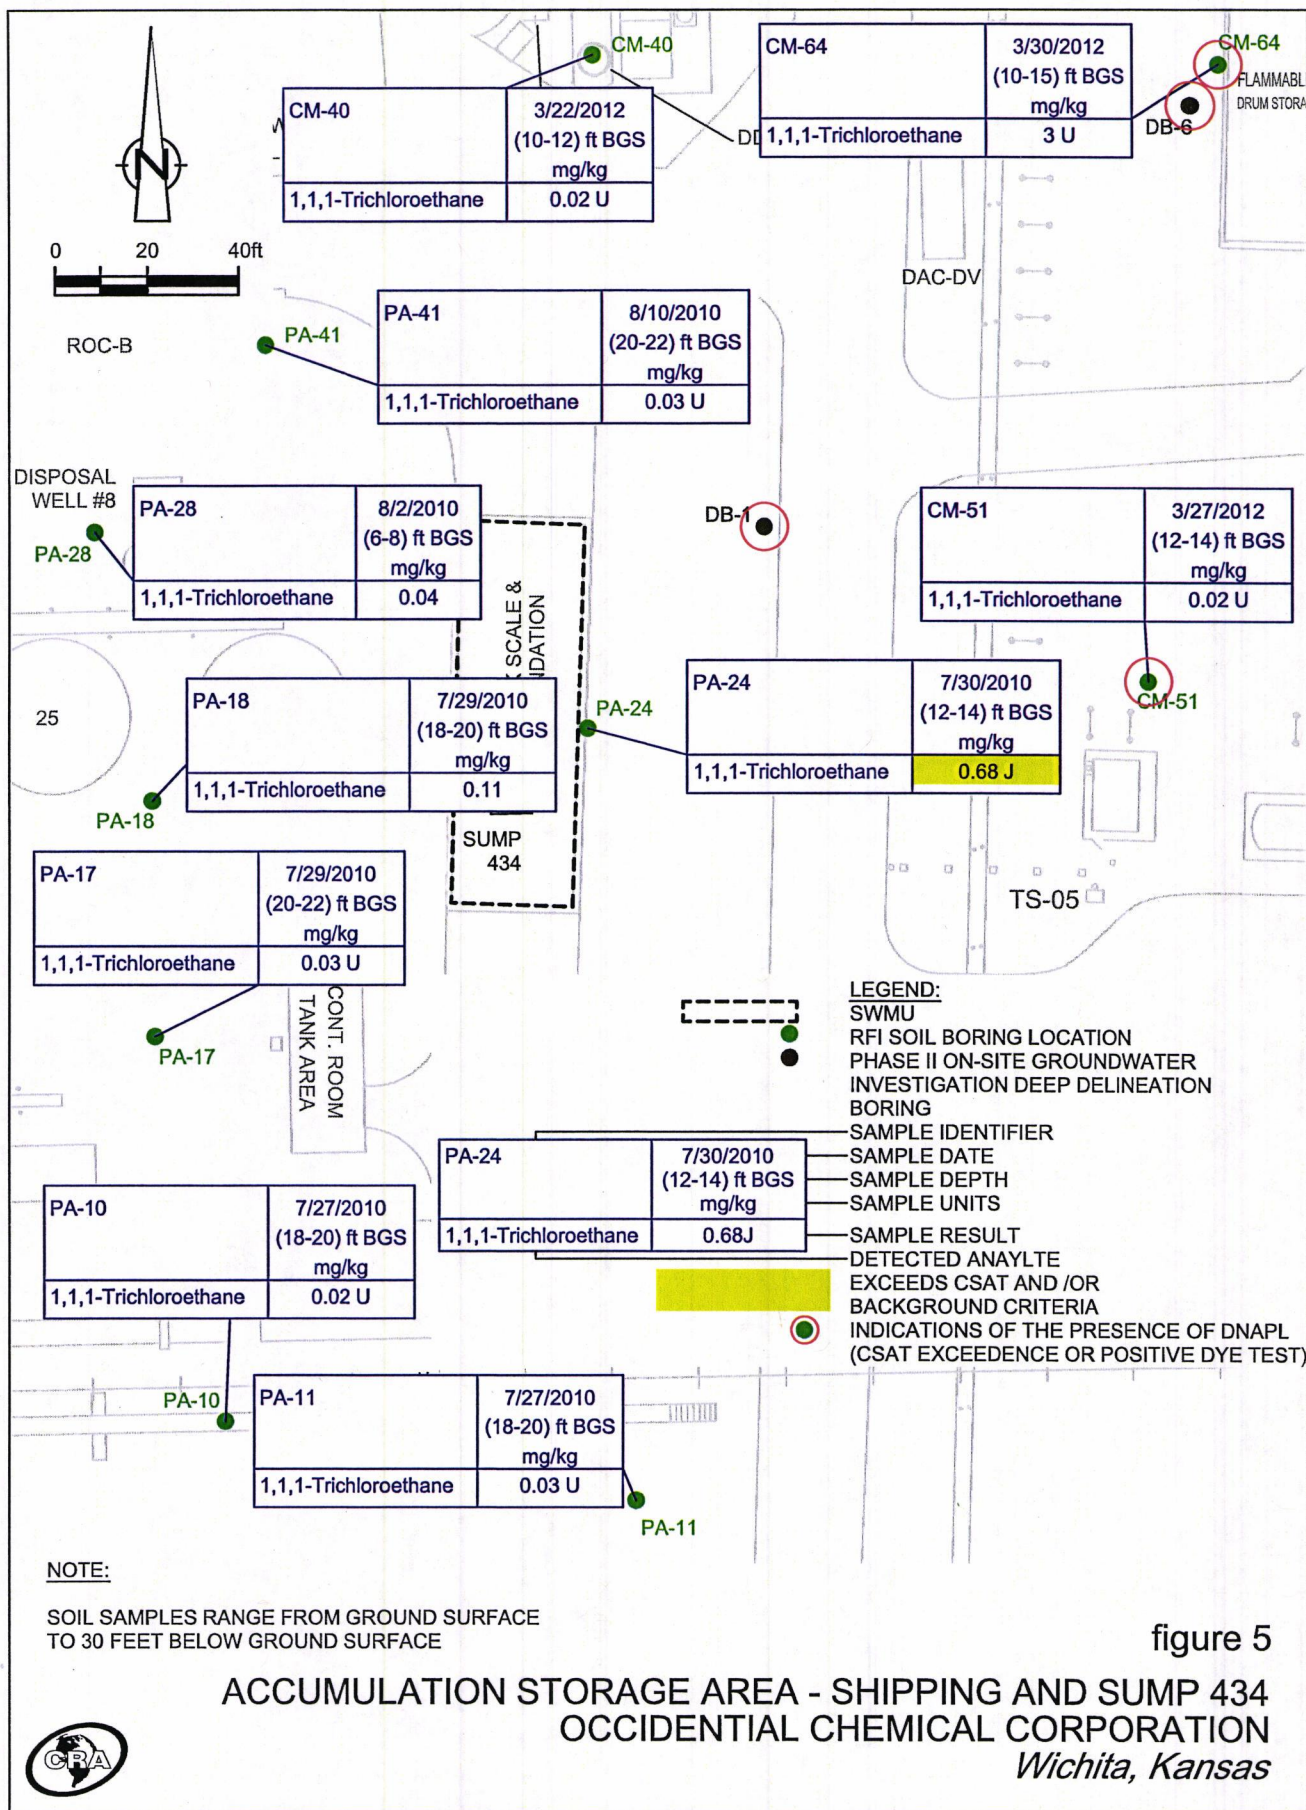 CM-40
CM-40
3/22/2012
(10-12) ft BGS
mg/kg
1,1,1-Trichloroethane
0.02 U
CM-64
3/30/2012
(10-15) ft BGS
mg/kg
1,1,1-Trichloroethane
3 U
CM-64
FLAMMABL
DRUM STORA
DB-6
N
0 20 40ft
DAC-DV
ROC-B
PA-41
PA-41
8/10/2010
(20-22) ft BGS
mg/kg
1,1,1-Trichloroethane
0.03 U
DISPOSAL
WELL #8
PA-28
PA-28
8/2/2010
(6-8) ft BGS
mg/kg
1,1,1-Trichloroethane
0.04
SCALE &
NDATION
DB-1
CM-51
3/27/2012
(12-14) ft BGS
mg/kg
1,1,1-Trichloroethane
0.02 U
CM-51
25
PA-18
7/29/2010
(18-20) ft BGS
mg/kg
1,1,1-Trichloroethane
0.11
PA-18
PA-24
PA-24
7/30/2010
(12-14) ft BGS
mg/kg
1,1,1-Trichloroethane
0.68 J
SUMP
434
TS-05
PA-17
7/29/2010
(20-22) ft BGS
mg/kg
1,1,1-Trichloroethane
0.03 U
PA-17
CONT. ROOM
TANK AREA
LEGEND:
SWMU
RFI SOIL BORING LOCATION
PHASE II ON-SITE GROUNDWATER
INVESTIGATION DEEP DELINEATION
BORING
SAMPLE IDENTIFIER
SAMPLE DATE
SAMPLE DEPTH
SAMPLE UNITS
SAMPLE RESULT
DETECTED ANAYLTE
EXCEEDS CSAT AND /OR
BACKGROUND CRITERIA
INDICATIONS OF THE PRESENCE OF DNAPL
(CSAT EXCEEDENCE OR POSITIVE DYE TEST)
PA-24
7/30/2010
(12-14) ft BGS
mg/kg
1,1,1-Trichloroethane
0.68J
PA-10
7/27/2010
(18-20) ft BGS
mg/kg
1,1,1-Trichloroethane
0.02 U
PA-10
PA-11
7/27/2010
(18-20) ft BGS
mg/kg
1,1,1-Trichloroethane
0.03 U
PA-11
NOTE:
SOIL SAMPLES RANGE FROM GROUND SURFACE
TO 30 FEET BELOW GROUND SURFACE
figure 5
ACCUMULATION STORAGE AREA - SHIPPING AND SUMP 434
OCCIDENTIAL CHEMICAL CORPORATION
Wichita, Kansas
CRA